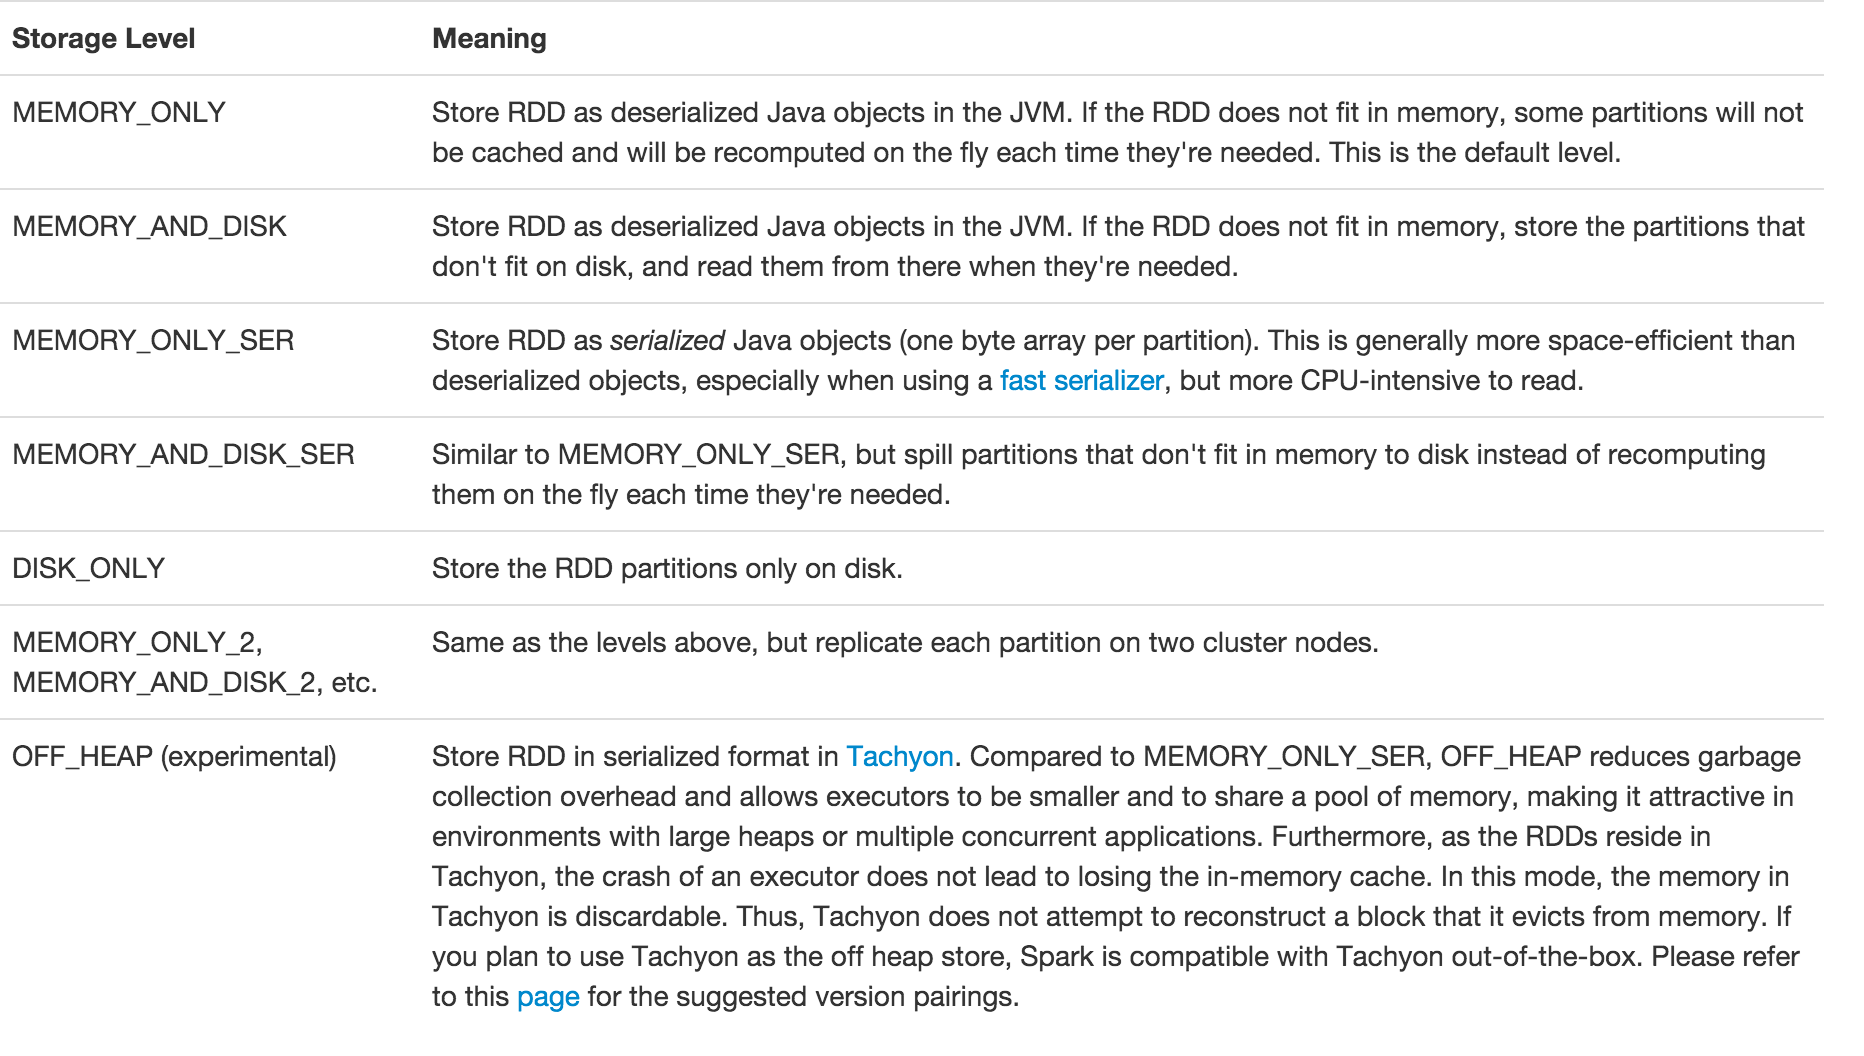 Storage Level Meaning
MEMORY_ONLY Store RDD as deserialized Java objects in the JVM. If the RDD does not fit in memory, some partitions will not
be cached and will be recomputed on the fly each time they're needed. This is the default level.
MEMORY_AND_DISK Store RDD as deserialized Java objects in the JVM. If the RDD does not fit in memory, store the partitions that
don't fit on disk, and read them from there when they're needed.
MEMORY_ONLY_SER Store RDD as serialized Java objects (one byte array per partition). This is generally more space-efficient than
deserialized objects, especially when using a fast serializer, but more CPU-intensive to read.
MEMORY_AND_DISK_SER Similar to MEMORY_ONLY_SER, but spill partitions that don't fit in memory to disk instead of recomputing
them on the fly each time they're needed.
DISK_ONLY Store the RDD partitions only on disk.
MEMORY_ONLY_2, Same as the levels above, but replicate each partition on two cluster nodes.
MEMORY_AND_DISK_2, etc.
OFF_HEAP (experimental) Store RDD in serialized format in Tachyon. Compared to MEMORY_ONLY_SER, OFF_HEAP reduces garbage
collection overhead and allows executors to be smaller and to share a pool of memory, making it attractive in
environments with large heaps or multiple concurrent applications. Furthermore, as the RDDs reside in
Tachyon, the crash of an executor does not lead to losing the in-memory cache. In this mode, the memory in
Tachyon is discardable. Thus, Tachyon does not attempt to reconstruct a block that it evicts from memory. If
you plan to use Tachyon as the off heap store, Spark is compatible with Tachyon out-of-the-box. Please refer
to this page for the suggested version pairings.